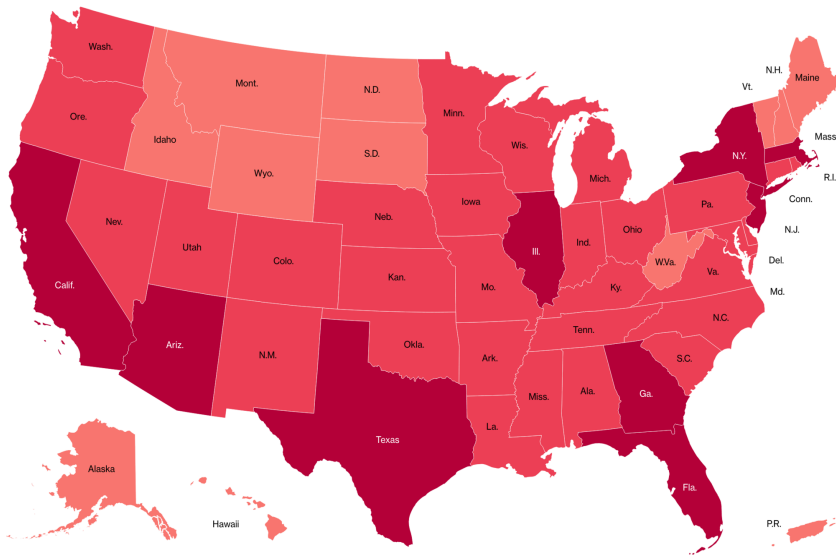 Wash.
Ore.
Calif.
Nev.
Idaho
Mont.
Wyo.
Utah
Colo.
Ariz.
N.M.
N.D.
S.D.
Neb.
Kan.
Okla.
Texas
Minn.
Iowa
Mo.
Ark.
La.
Wis.
Ill.
Mich.
Ind.
Ohio
Ky.
Tenn.
Miss.
Ala.
Ga.
Fla.
S.C.
N.C.
Va.
W.Va.
Pa.
N.Y.
Vt.
N.H.
Maine
Mass
R.I.
Conn.
N.J.
Del.
Md.
Alaska
Hawaii
P.R.